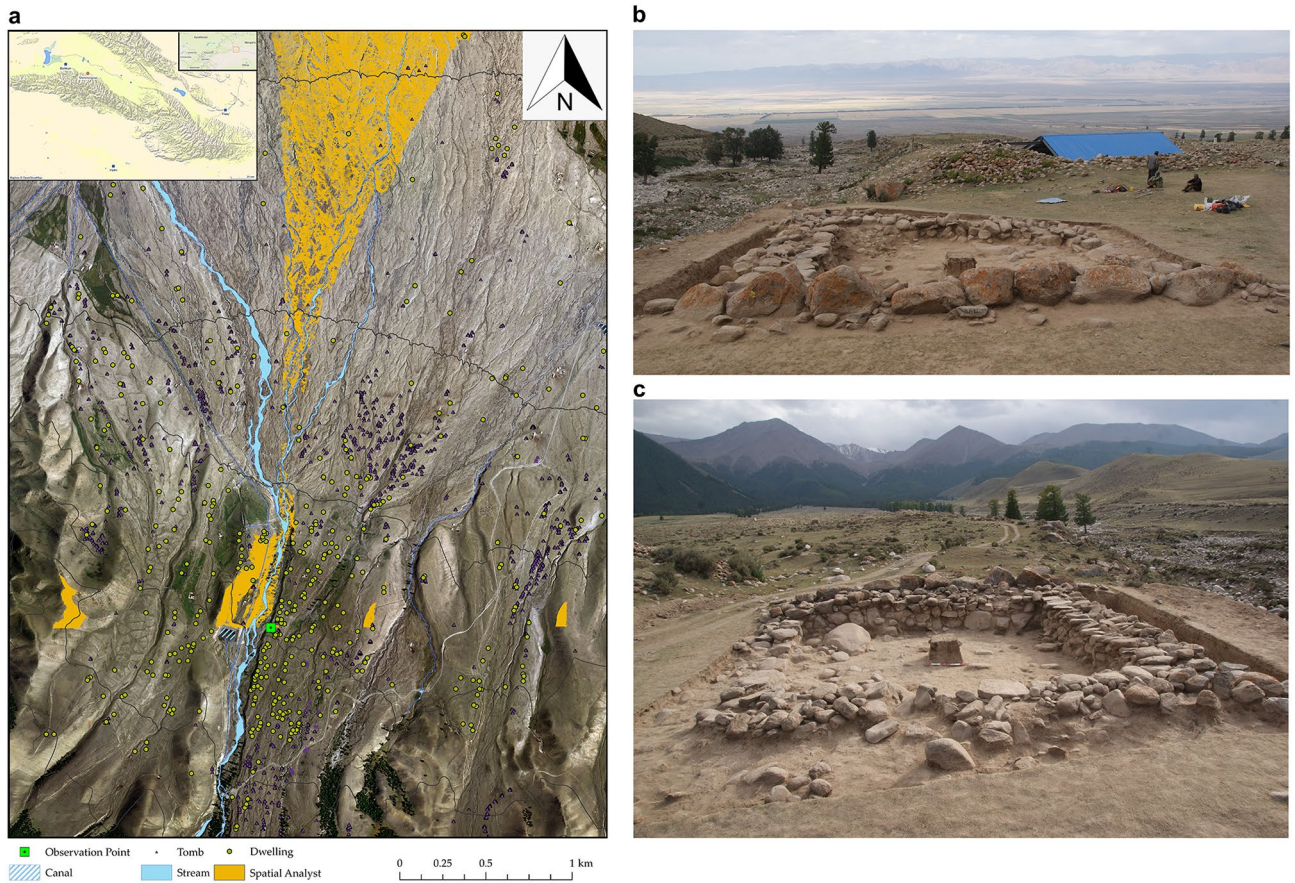 a
b
N
c
Observation Point
Tomb
Dwelling
Canal
Stream
Spatial Analyst
0 0.25 0.5 1 km